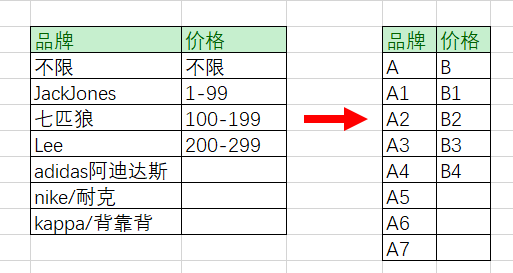 品牌 价格 品牌 价格
不限 不限 A B
JackJones 1-99 A1 B1
七匹狼 100-199 A2 B2
Lee 200-299 A3 B3
adidas阿迪达斯 A4 B4
nike/耐克 A5
kappa/背靠背 A6
A7